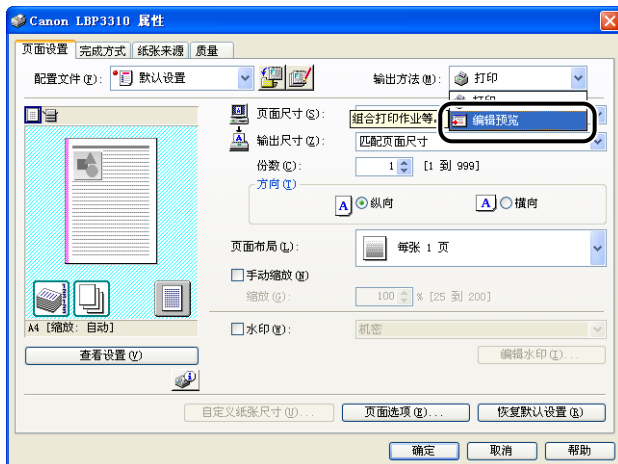 Canon LBP3310 属性
页面设置 完成方式 纸张来源 质量
配置文件(F): 默认设置 输出方法(M): 打印
页面尺寸(S): 组合打印作业等. 编辑预览
输出尺寸(Z): 匹配页面尺寸
份数(C): 1 [1 到 999]
方向(T)
A 纵向 A 横向
页面布局(L): 每张 1 页
手动缩放(N)
缩放(G): 100 % [25 到 200]
A4 [缩放: 自动]
水印(W): 机密
查看设置(V) 编辑水印(I)...
自定义纸张尺寸(U)... 页面选项(E)... 恢复默认设置(R)
确定 取消 帮助